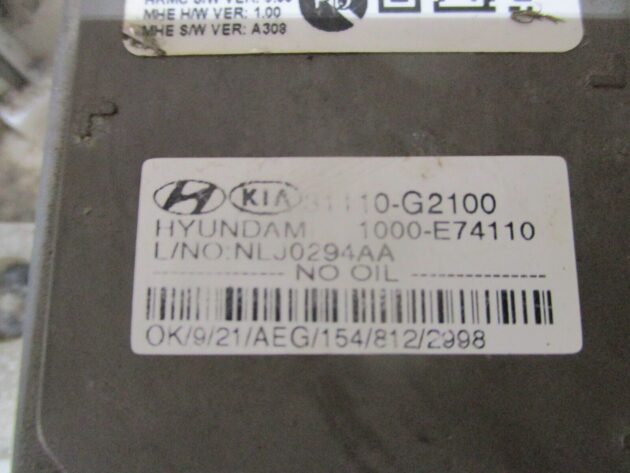 MHE H/W VER: 1.00
MHE S/W VER: A308
KIA 31110-G2100
HYUNDAM 1000-E74110
L/NO:NLJ0294AA
NO OIL
OK/9/21/AEG/154/812/2998